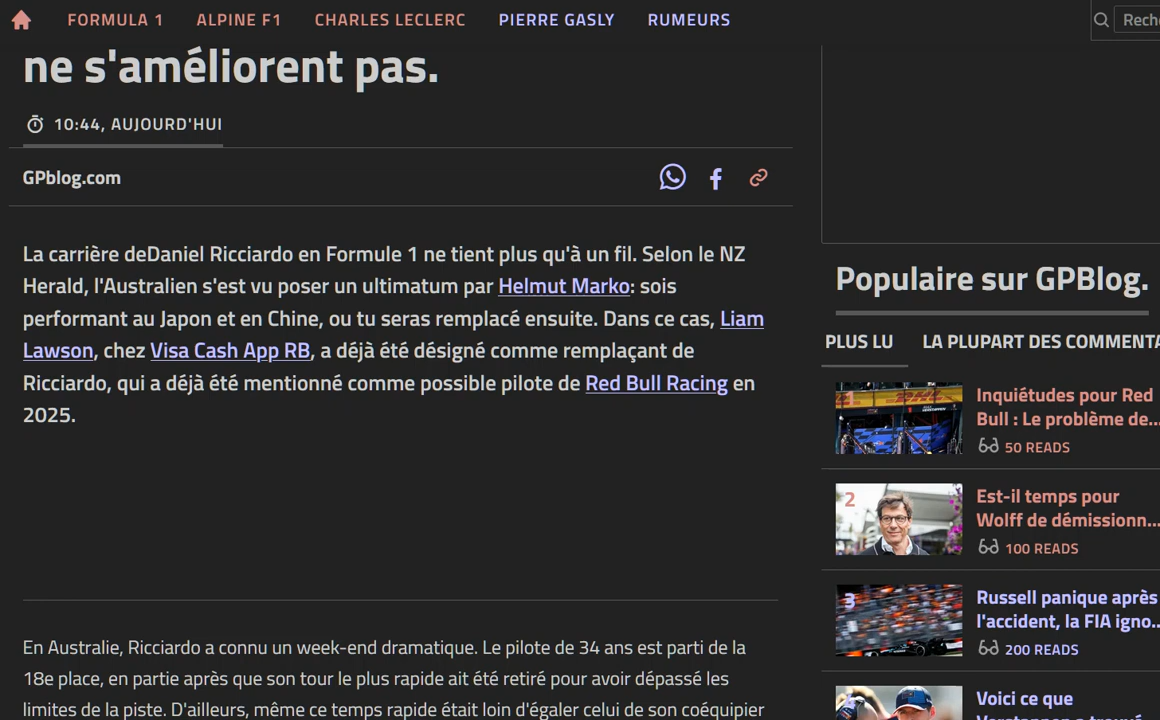 FORMULA 1 ALPINE F1 CHARLES LECLERC PIERRE GASLY RUMEURS
Rech
ne s'améliorent pas.
10:44, AUJOURD'HUI
GPblog.com
La carrière deDaniel Ricciardo en Formule 1 ne tient plus qu'à un fil. Selon le NZ
Herald, l'Australien s'est vu poser un ultimatum par Helmut Marko: sois
performant au Japon et en Chine, ou tu seras remplacé ensuite. Dans ce cas, Liam
Lawson, chez Visa Cash App RB, a déjà été désigné comme remplaçant de
Ricciardo, qui a déjà été mentionné comme possible pilote de Red Bull Racing en
2025.
En Australie, Ricciardo a connu un week-end dramatique. Le pilote de 34 ans est parti de la
18e place, en partie après que son tour le plus rapide ait été retiré pour avoir dépassé les
limites de la piste. D'ailleurs, même ce temps rapide était loin d'égaler celui de son coéquipier
Populaire sur GPBlog.
PLUS LU LA PLUPART DES COMMENTA
1
Inquiétudes pour Red
Bull : Le problème de...
50 READS
2
Est-il temps pour
Wolff de démissionn...
100 READS
3
Russell panique après
l'accident, la FIA igno...
200 READS
Voici ce que